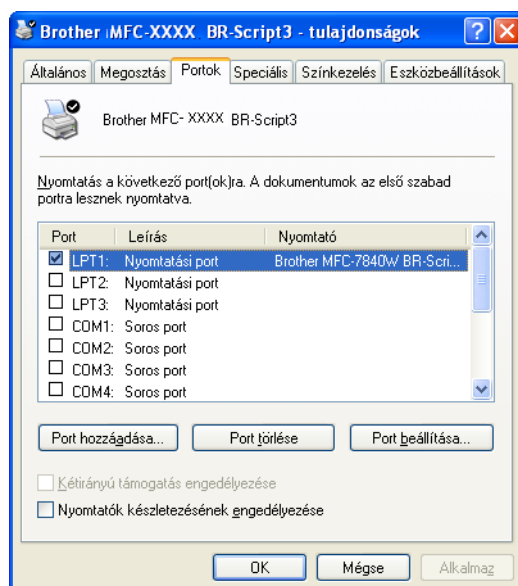 Brother MFC-XXXX BR-Script3 - tulajdonságok
Általános Megosztás Portok Speciális Színkezelés Eszközbeállítások
Brother MFC- XXXX BR-Script3
Nyomtatás a következő port(ok)ra. A dokumentumok az első szabad
portra lesznek nyomtatva.
Port Leírás Nyomtató
LPT1: Nyomtatási port Brother MFC-7840W BR-Scri...
LPT2: Nyomtatási port
LPT3: Nyomtatási port
COM1: Soros port
COM2: Soros port
COM3: Soros port
COM4: Soros port
Port hozzáadása... Port törlése Port beállítása...
Kétirányú támogatás engedélyezése
Nyomtatók készletezésének engedélyezése
OK Mégse Alkalmaz